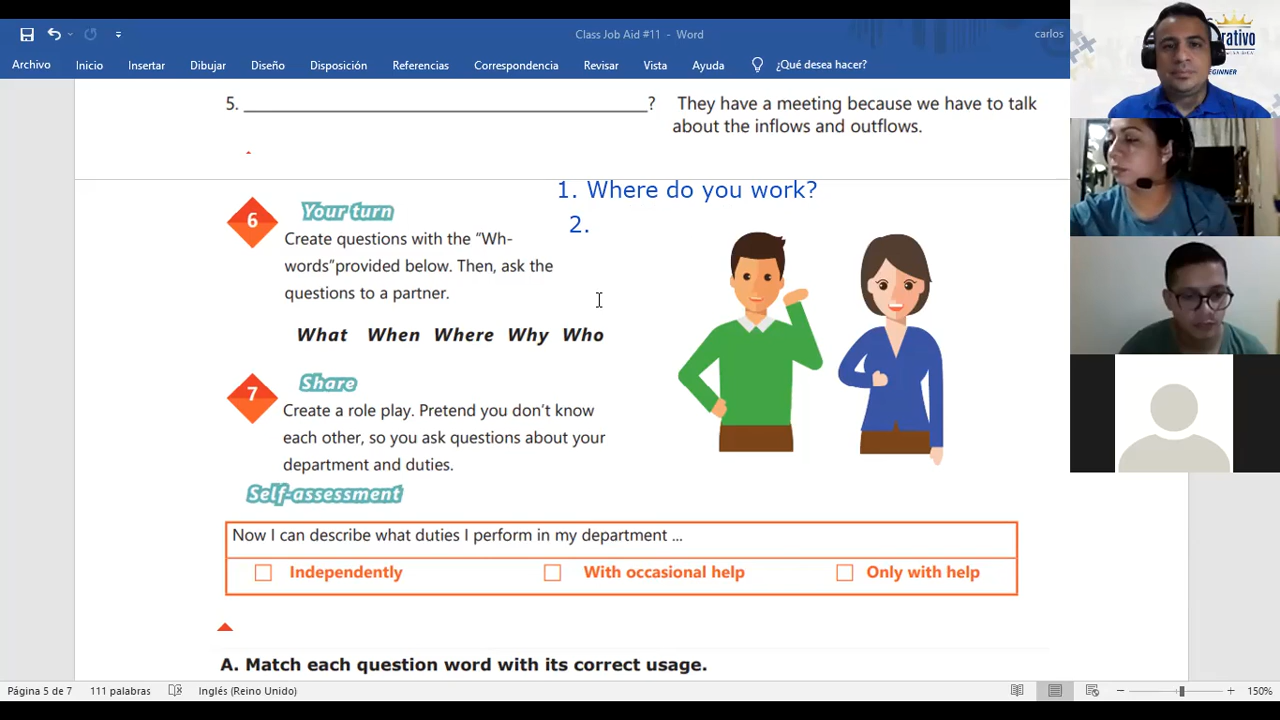 Class Job Aid #11 - Word
carlos
Archivo Inicio Insertar Dibujar Diseño Disposición Referencias Correspondencia Revisar Vista Ayuda ¿Qué desea hacer?
rativo
EGINNER
5. ________________________________________? They have a meeting because we have to talk
about the inflows and outflows.
1. Where do you work?
2.
6 Your turn
Create questions with the “Wh-
words”provided below. Then, ask the
questions to a partner.
What When Where Why Who
7 Share
Create a role play. Pretend you don’t know
each other, so you ask questions about your
department and duties.
Self-assessment
Now I can describe what duties I perform in my department ...
Independently With occasional help Only with help
A. Match each question word with its correct usage.
Página 5 de 7 111 palabras Inglés (Reino Unido) 150%